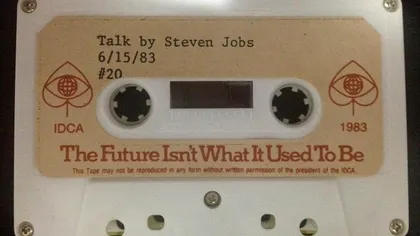 Talk by Steven Jobs
6/15/83
#20
IDCA
1983
The Future Isn't What It Used To Be
This Tape may not be reproduced in any form without written permission of the president of the IDCA.